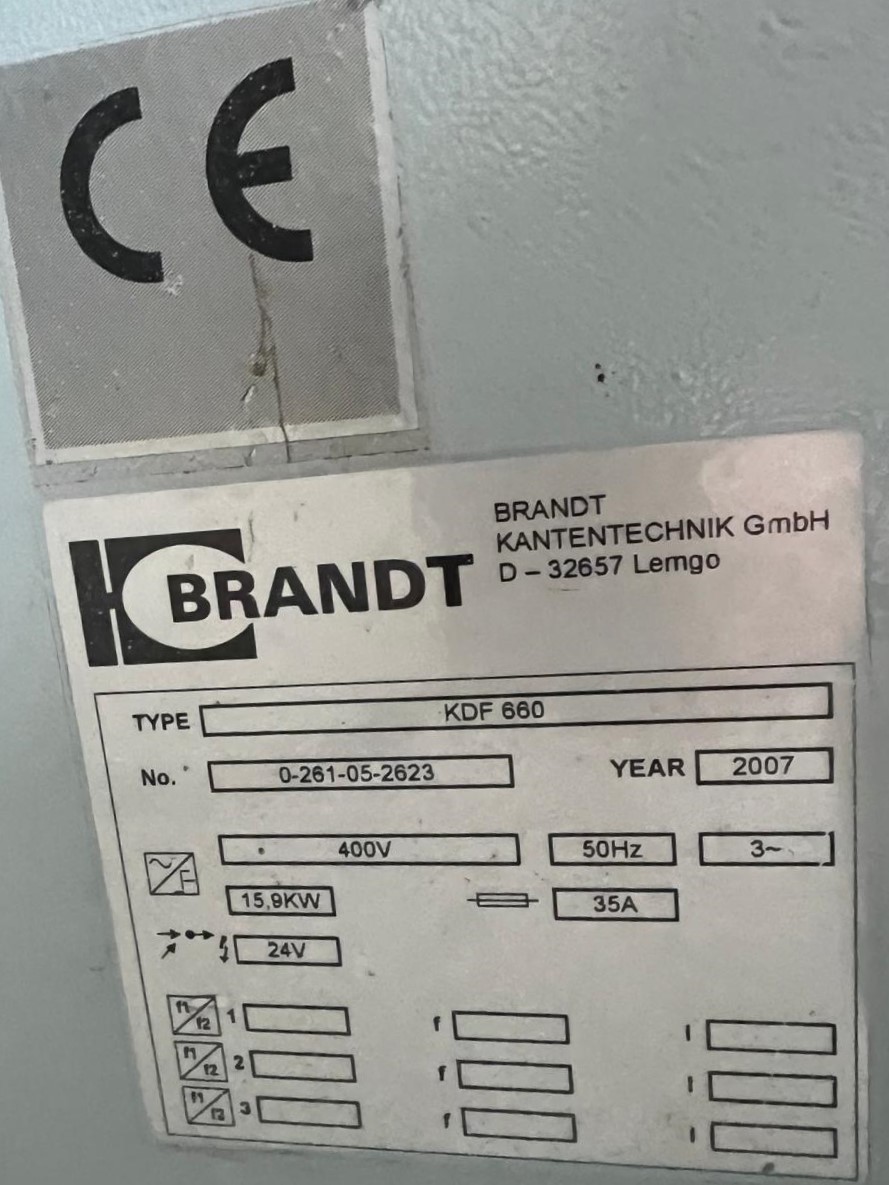 CE
BRANDT
BRANDT
KANTENTECHNIK GmbH
D – 32657 Lemgo
TYPE KDF 660
No. 0-261-05-2623 YEAR 2007
400V 50Hz 3~
15,9KW 35A
24V
f1/f2 1 f I
f1/f2 2 f I
f1/f2 3 f I